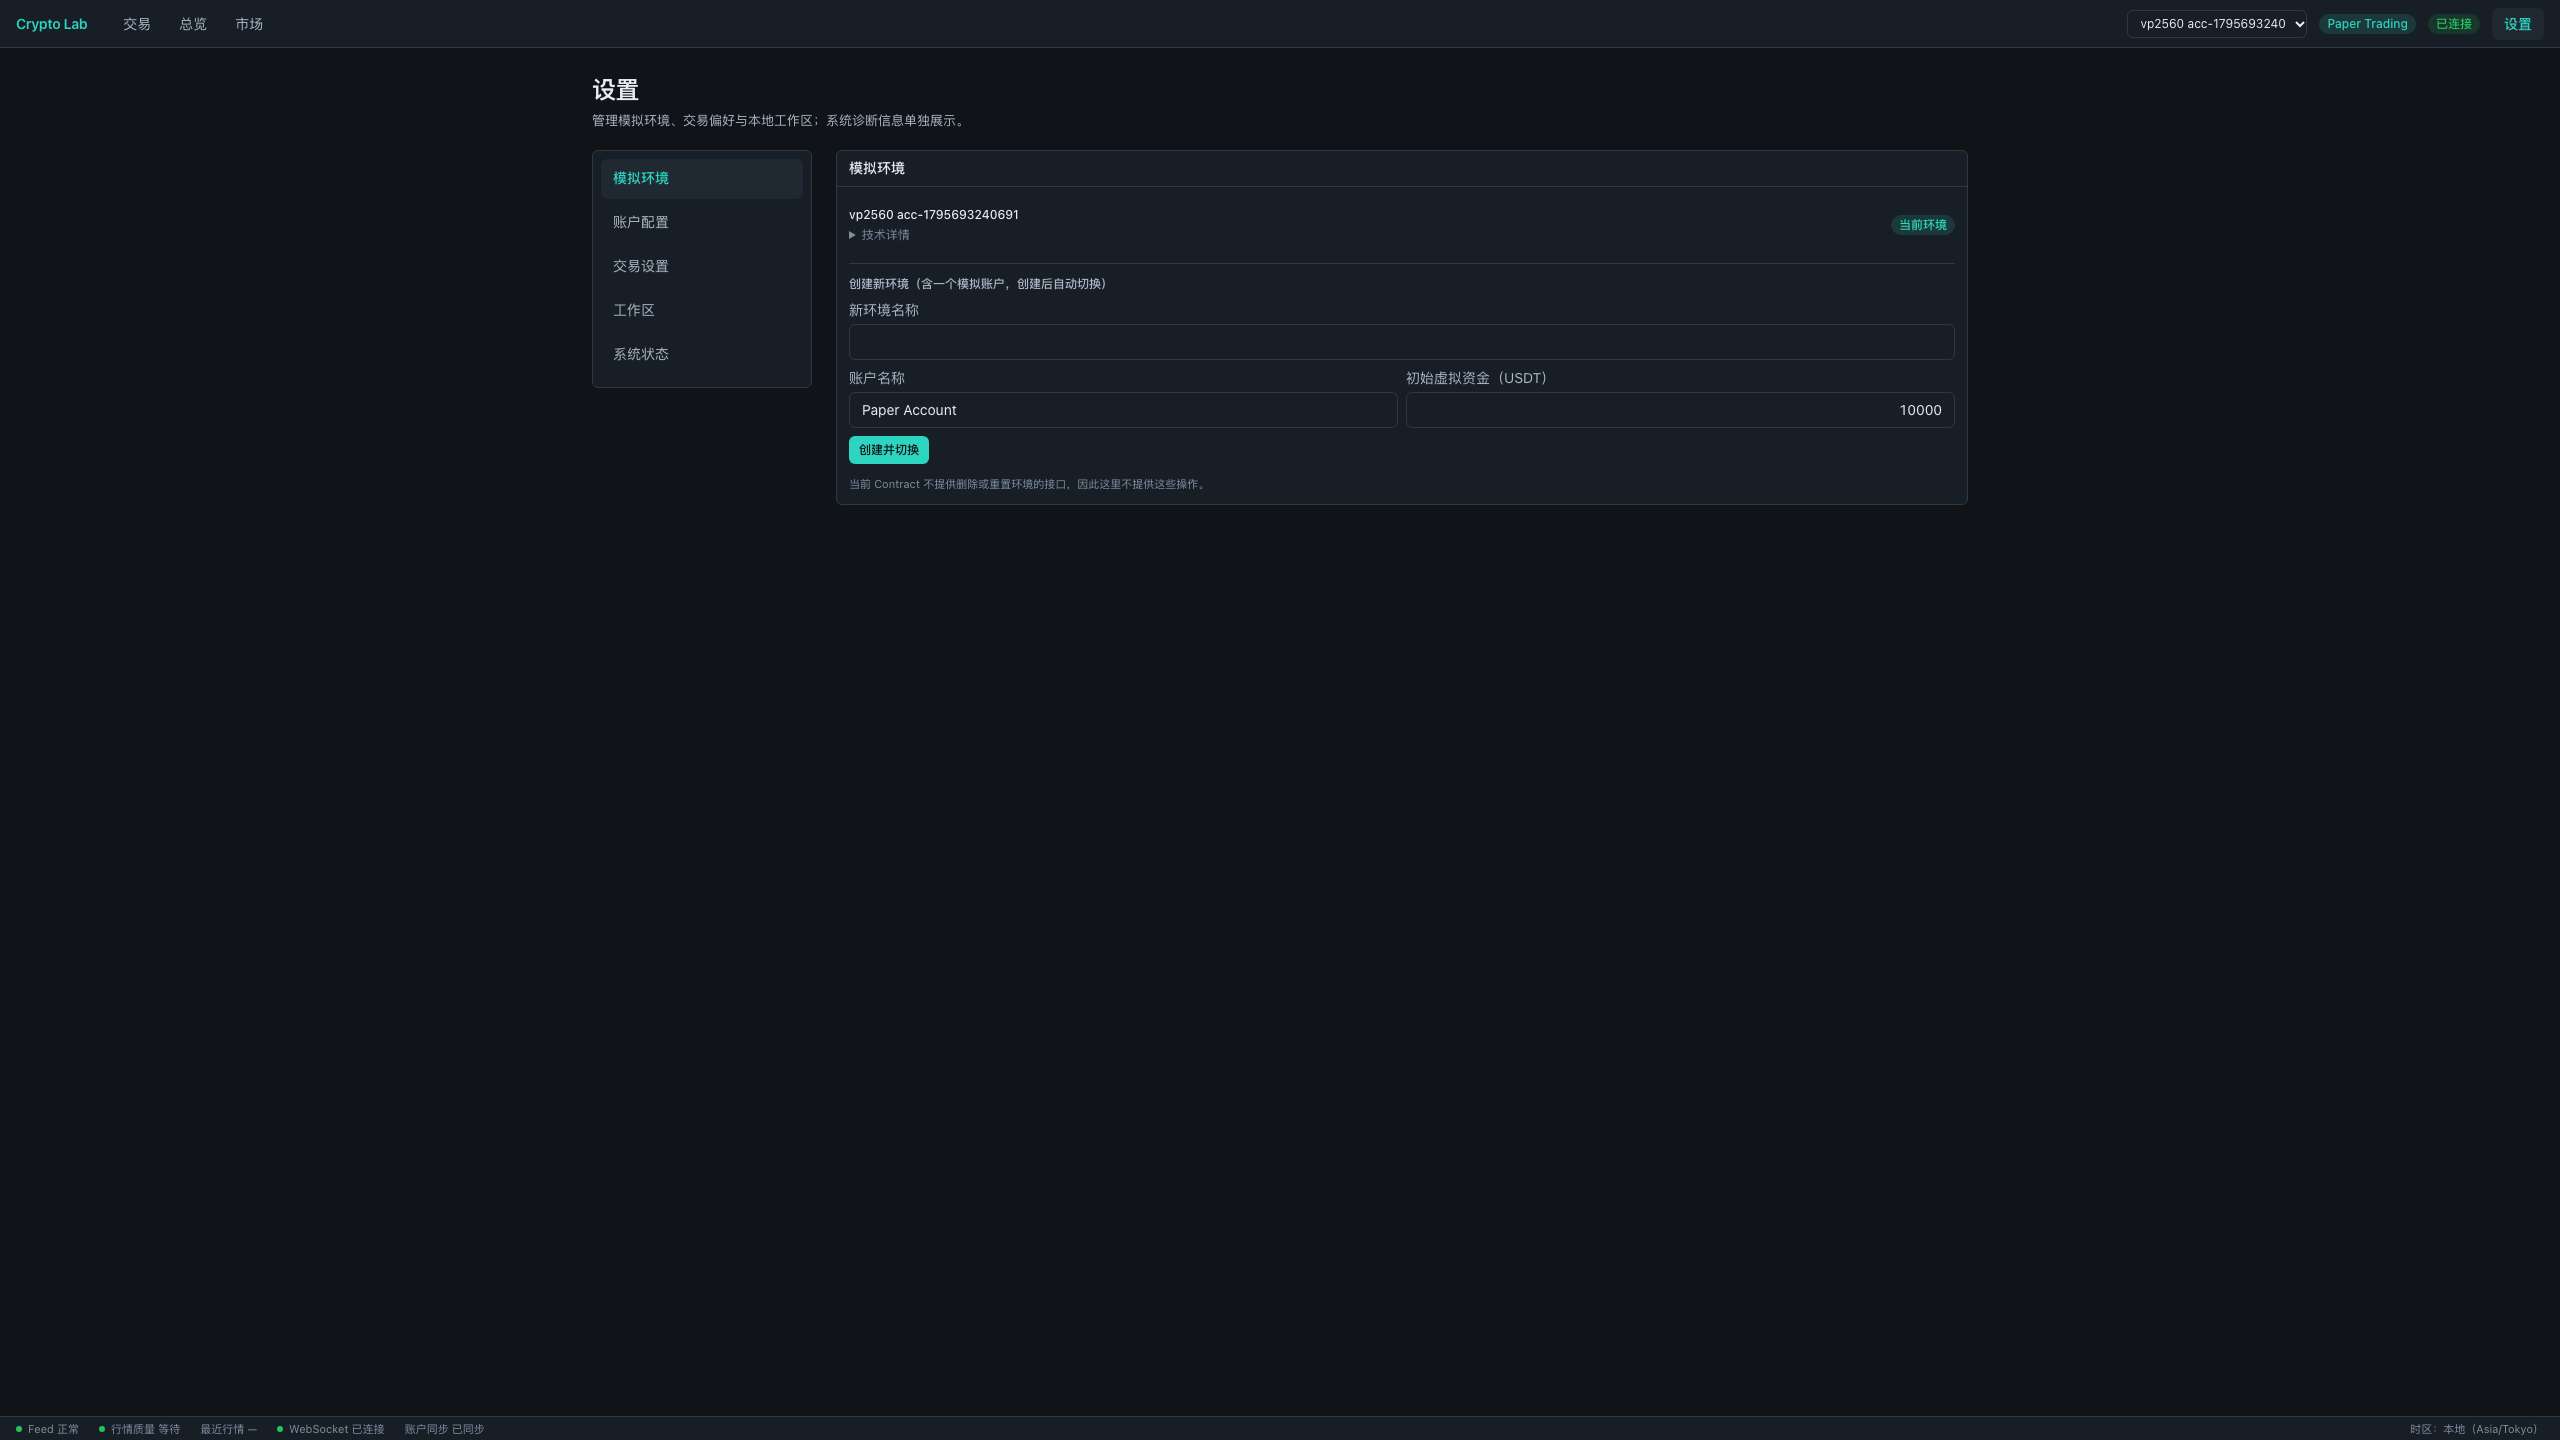 Crypto Lab 交易 总览 市场 vp2560 acc-1795693240 Paper Trading 已连接 设置
设置
管理模拟环境、交易偏好与本地工作区；系统诊断信息单独展示。
模拟环境
账户配置
交易设置
工作区
系统状态
模拟环境
vp2560 acc-1795693240691
技术详情
当前环境
创建新环境（含一个模拟账户，创建后自动切换）
新环境名称
账户名称 初始虚拟资金（USDT）
Paper Account 10000
创建并切换
当前 Contract 不提供删除或重置环境的接口，因此这里不提供这些操作。
Feed 正常 行情质量 等待 最近行情 — WebSocket 已连接 账户同步 已同步 时区：本地（Asia/Tokyo）